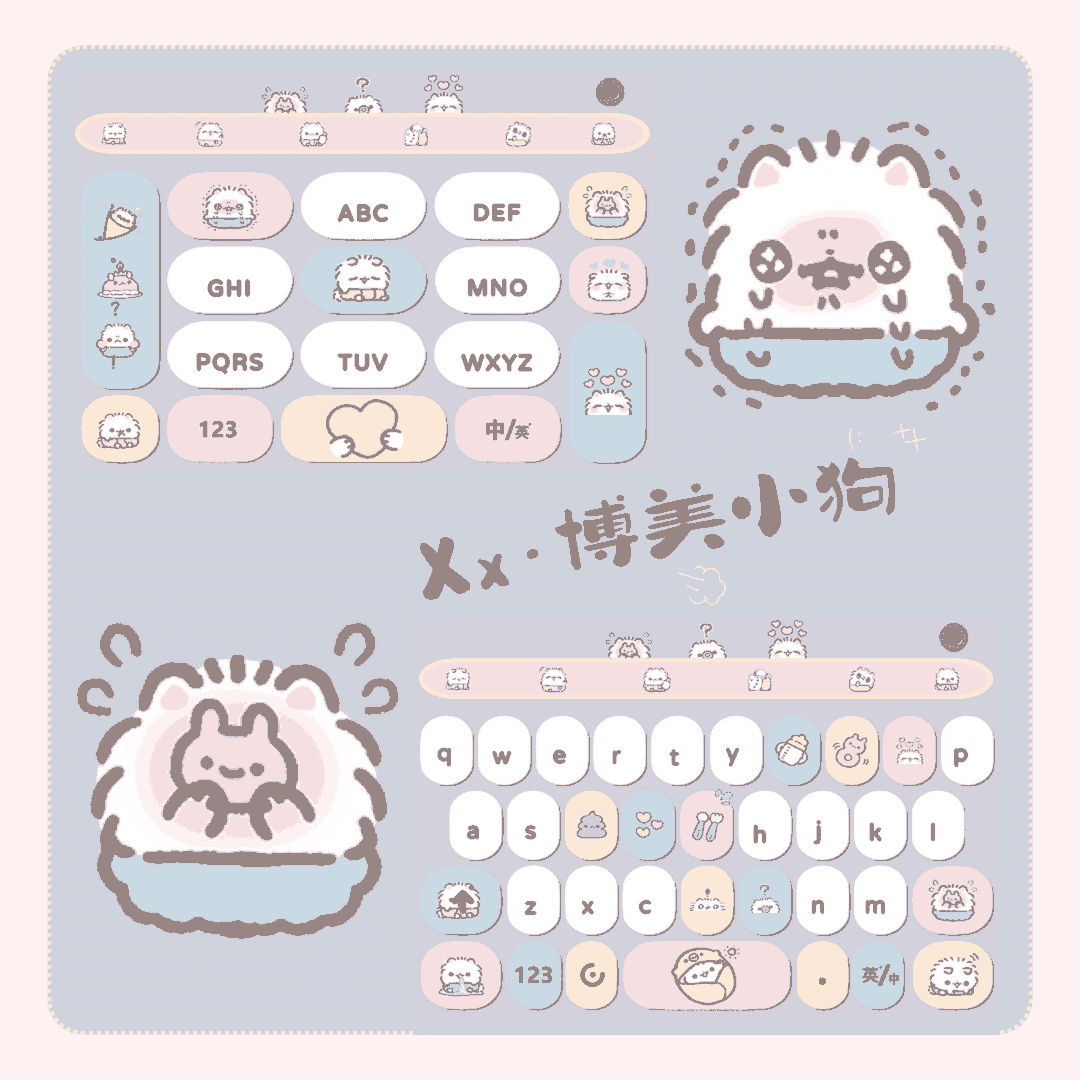 ?
ABC DEF
GHI MNO
?
PQRS TUV WXYZ
123 中/英
Xx·博美小狗
?
q w e r t y p
a s h j k l
z x c ? n m
123 . 英/中